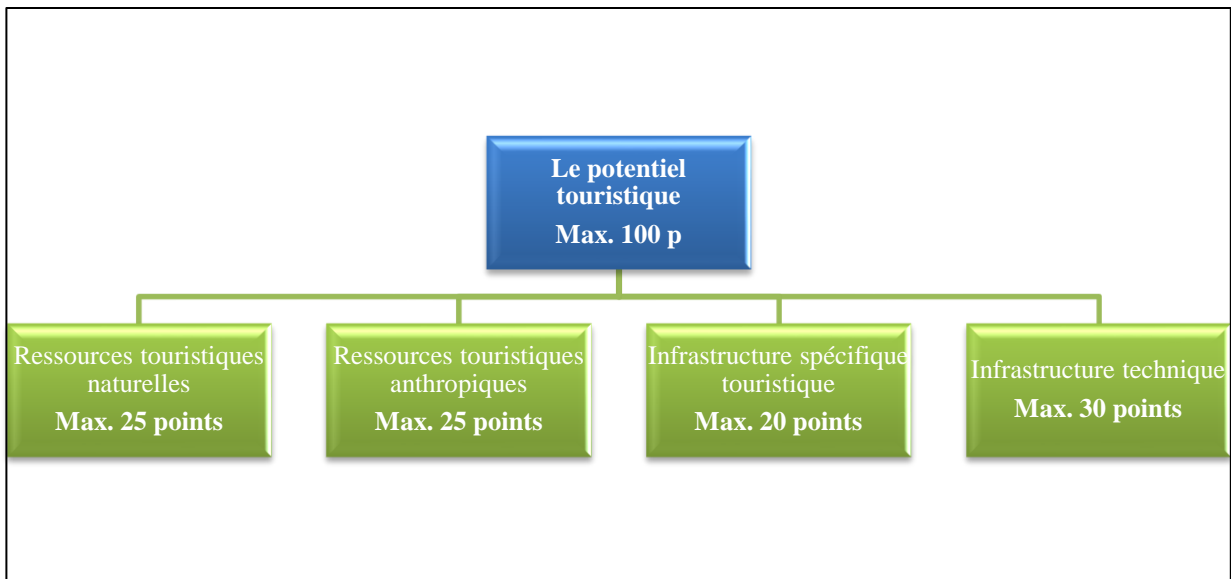 Le potentiel
touristique
Max. 100 p
Ressources touristiques
naturelles
Max. 25 points
Ressources touristiques
anthropiques
Max. 25 points
Infrastructure spécifique
touristique
Max. 20 points
Infrastructure technique
Max. 30 points